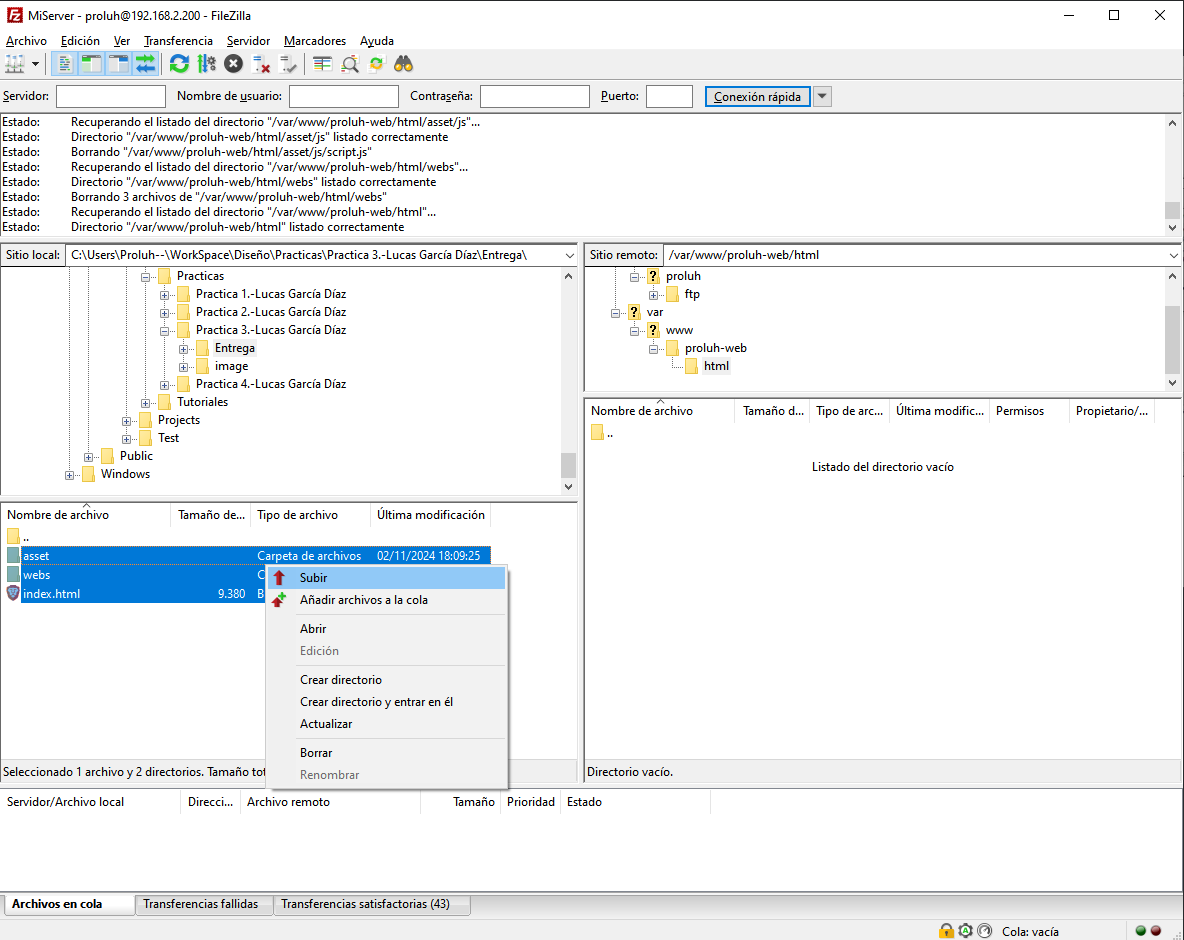 MiServer - proluh@192.168.2.200 - FileZilla
Archivo Edición Ver Transferencia Servidor Marcadores Ayuda
Servidor: Nombre de usuario: Contraseña: Puerto: Conexión rápida
Estado: Recuperando el listado del directorio "/var/www/proluh-web/html/asset/js"...
Estado: Directorio "/var/www/proluh-web/html/asset/js" listado correctamente
Estado: Borrando "/var/www/proluh-web/html/asset/js/script.js"
Estado: Recuperando el listado del directorio "/var/www/proluh-web/html/webs"...
Estado: Directorio "/var/www/proluh-web/html/webs" listado correctamente
Estado: Borrando 3 archivos de "/var/www/proluh-web/html/webs"
Estado: Recuperando el listado del directorio "/var/www/proluh-web/html"...
Estado: Directorio "/var/www/proluh-web/html" listado correctamente
Sitio local: C:\Users\Proluh--\WorkSpace\Diseño\Practicas\Practica 3.-Lucas García Díaz\Entrega\
Practicas
Practica 1.-Lucas García Díaz
Practica 2.-Lucas García Díaz
Practica 3.-Lucas García Díaz
Entrega
image
Practica 4.-Lucas García Díaz
Tutoriales
Projects
Test
Public
Windows
Sitio remoto: /var/www/proluh-web/html
? proluh
ftp
? var
? www
proluh-web
html
Nombre de archivo Tamaño de... Tipo de archivo Última modificación
..
asset Carpeta de archivos 02/11/2024 18:09:25
webs C
index.html 9.380 B
Subir
Añadir archivos a la cola
Abrir
Edición
Crear directorio
Crear directorio y entrar en él
Actualizar
Borrar
Renombrar
Seleccionado 1 archivo y 2 directorios. Tamaño tot
Nombre de archivo Tamaño d... Tipo de arc... Última modific... Permisos Propietario/...
..
Listado del directorio vacío
Directorio vacío.
Servidor/Archivo local Direcci... Archivo remoto Tamaño Prioridad Estado
Archivos en cola Transferencias fallidas Transferencias satisfactorias (43)
Cola: vacía